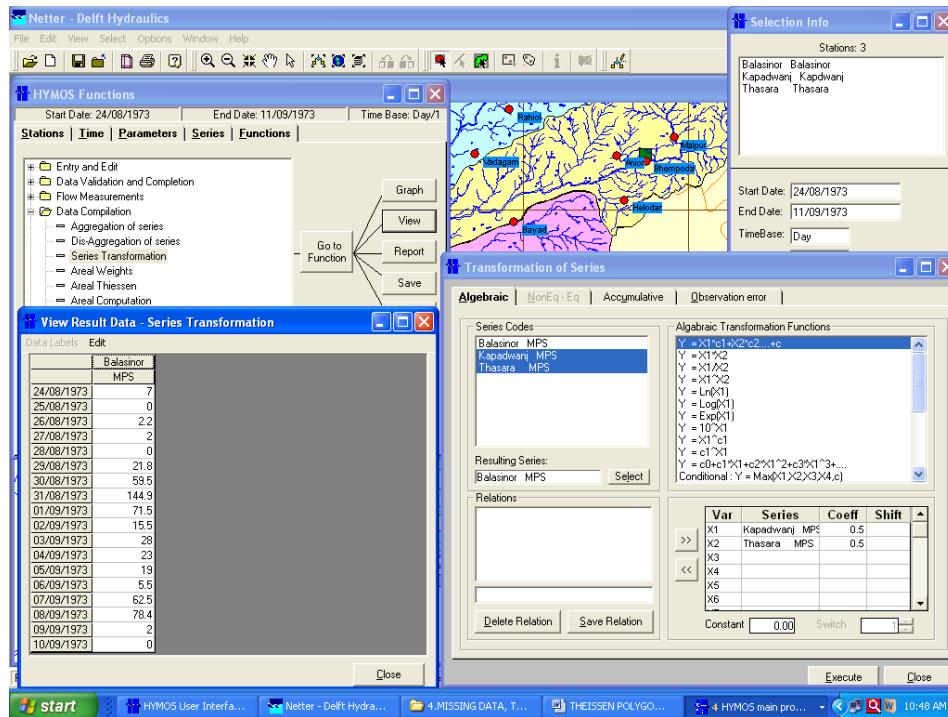 Netter - Delft Hydraulics
File Edit View Select Options Window Help
HYMOS Functions
Start Date: 24/08/1973 End Date: 11/09/1973 Time Base: Day/1
Stations Time Parameters Series Functions
Entry and Edit
Data Validation and Completion
Flow Measurements
Data Compilation
Aggregation of series
Dis-Aggregation of series
Series Transformation
Areal Weights
Areal Thiessen
Areal Computation
Go to Function
Graph
View
Report
Save
Rahiol
Vadagam
Malpur
Anior
Bhempoda
Helodar
Bayad
Selection Info
Stations: 3
Balasinor Balasinor
Kapadwanj Kapdwanj
Thasara Thasara
Start Date: 24/08/1973
End Date: 11/09/1973
TimeBase: Day
View Result Data - Series Transformation
Data Labels Edit
Balasinor
MPS
24/08/1973 7
25/08/1973 0
26/08/1973 2.2
27/08/1973 2
28/08/1973 0
29/08/1973 21.8
30/08/1973 59.5
31/08/1973 144.9
01/09/1973 71.5
02/09/1973 15.5
03/09/1973 28
04/09/1973 23
05/09/1973 19
06/09/1973 5.5
07/09/1973 62.5
08/09/1973 78.4
09/09/1973 2
10/09/1973 0
Close
Transformation of Series
Algebraic NonEq - Eq Accumulative Observation error
Series Codes
Balasinor MPS
Kapadwanj MPS
Thasara MPS
Resulting Series:
Balasinor MPS Select
Relations
Delete Relation Save Relation
Algabraic Transformation Functions
Y = X1*c1+X2*c2....+c
Y = X1*X2
Y = X1/X2
Y = X1^X2
Y = Ln(X1)
Y = Log(X1)
Y = Exp(X1)
Y = 10^X1
Y = X1^c1
Y = c1^X1
Y = c0+c1*X1+c2*X1^2+c3*X1^3+....
Conditional : Y = Max(X1,X2,X3,X4,c)
>>
<<
Var Series Coeff Shift
X1 Kapadwanj MPS 0.5
X2 Thasara MPS 0.5
X3
X4
X5
X6
Constant 0.00 Switch 1
Execute Close
start HYMOS User Interfa... Netter - Delft Hydra... 4.MISSING DATA, T... THEISSEN POLYGO... 4 HYMOS main pro... 10:48 AM